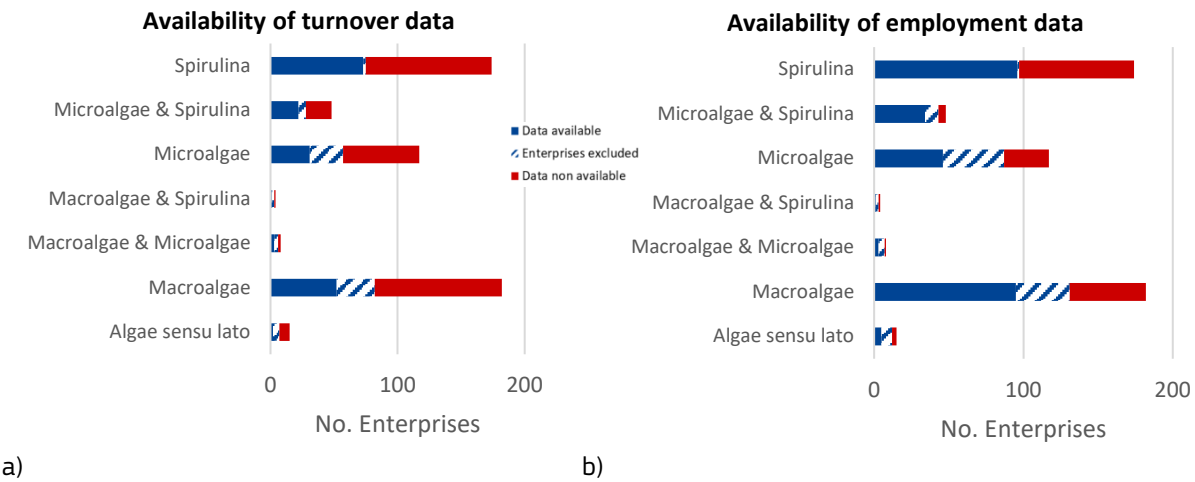 Availability of turnover data
Spirulina
Microalgae & Spirulina
Microalgae
Macroalgae & Spirulina
Macroalgae & Microalgae
Macroalgae
Algae sensu lato
0 100 200
No. Enterprises
Data available
Enterprises excluded
Data non available
a)
Availability of employment data
Spirulina
Microalgae & Spirulina
Microalgae
Macroalgae & Spirulina
Macroalgae & Microalgae
Macroalgae
Algae sensu lato
0 100 200
No. Enterprises
b)